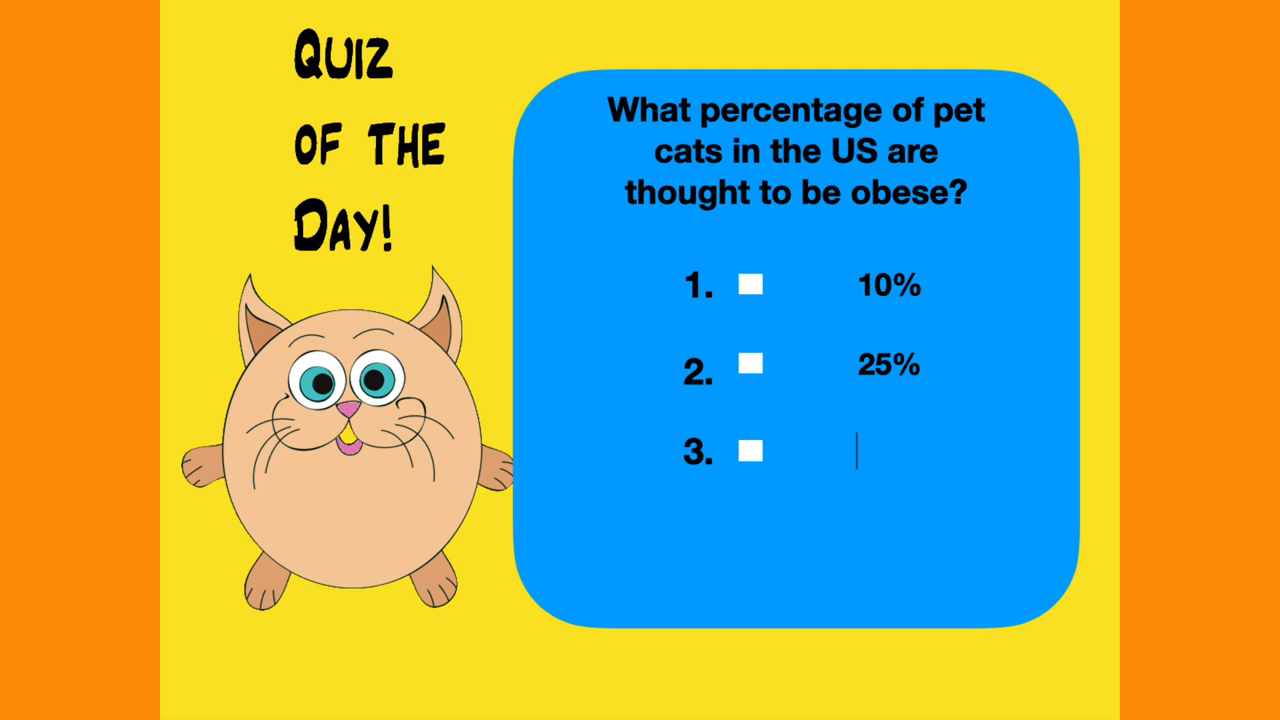 Quiz
of the
Day!
What percentage of pet
cats in the US are
thought to be obese?
1. 10%
2. 25%
3.